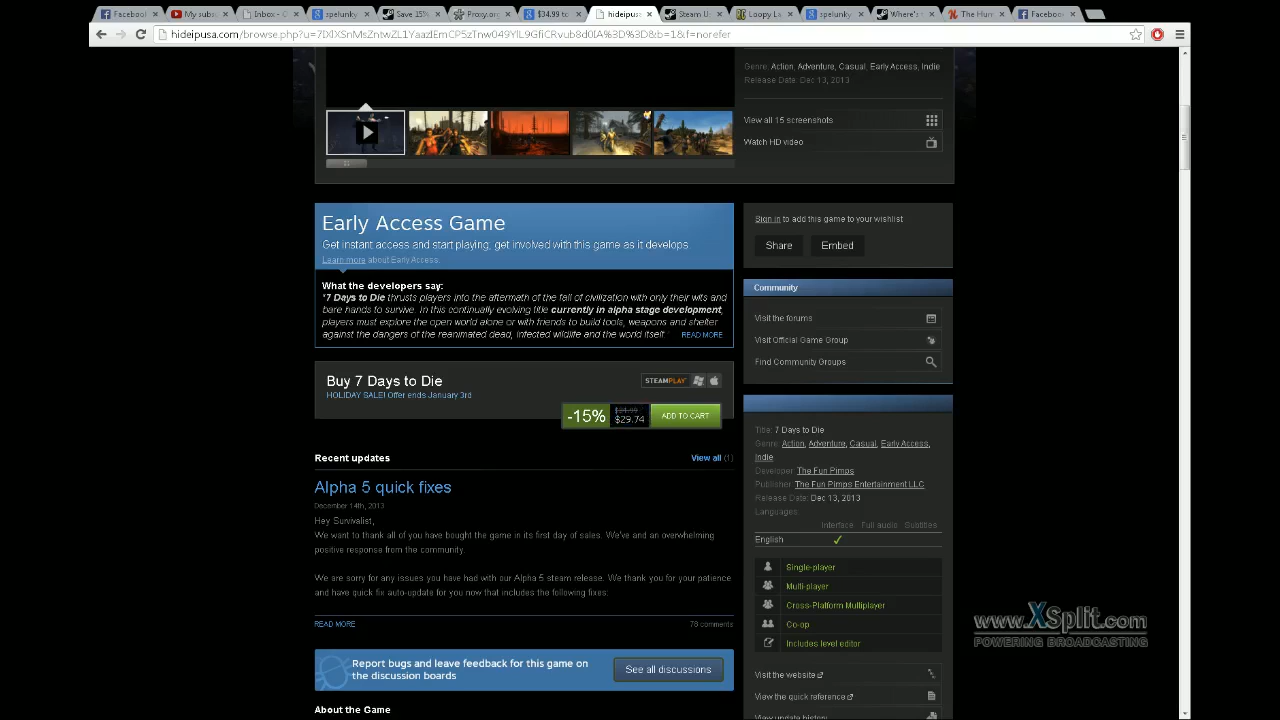 Facebook
My subs
Inbox - C
spelunky
Save 15%
Proxy.org
$34.99 to
hideipusa
Steam U
Loopy La
spelunky
Where's
The Hum
Facebook
hideipusa.com/browse.php?u=
&b=1&f=norefer
Genre: Action, Adventure, Casual, Early Access, Indie
Release Date: Dec 13, 2013
View all 15 screenshots
Watch HD video
Early Access Game
Get instant access and start playing, get involved with this game as it develops.
Learn more about Early Access.
What the developers say:
"7 Days to Die thrusts players into the aftermath of the fall of civilization with only their wits and
bare hands to survive. In this continually evolving title currently in alpha stage development,
players must explore the open world alone or with friends to build tools, weapons and shelter
against the dangers of the reanimated dead, infected wildlife and the world itself." READ MORE
Sign in to add this game to your wishlist
Share
Embed
Community
Visit the forums
Visit Official Game Group
Find Community Groups
Buy 7 Days to Die
HOLIDAY SALE! Offer ends January 3rd
STEAMPLAY
-15%
$34.99
$29.74
ADD TO CART
Title: 7 Days to Die
Genre: Action, Adventure, Casual, Early Access,
Indie
Developer: The Fun Pimps
Publisher: The Fun Pimps Entertainment LLC
Release Date: Dec 13, 2013
Languages:
Interface Full audio Subtitles
English
Single-player
Multi-player
Cross-Platform Multiplayer
Co-op
Includes level editor
Visit the website
View the quick reference
View update history
Recent updates
View all (1)
Alpha 5 quick fixes
December 14th, 2013
Hey Survivalist,
We want to thank all of you have bought the game in its first day of sales. We've and an overwhelming
positive response from the community.
We are sorry for any issues you have had with our Alpha 5 steam release. We thank you for your patience
and have quick fix auto-update for you now that includes the following fixes:
READ MORE
78 comments
Report bugs and leave feedback for this game on
the discussion boards
See all discussions
About the Game
www.XSplit.com
POWERING BROADCASTING